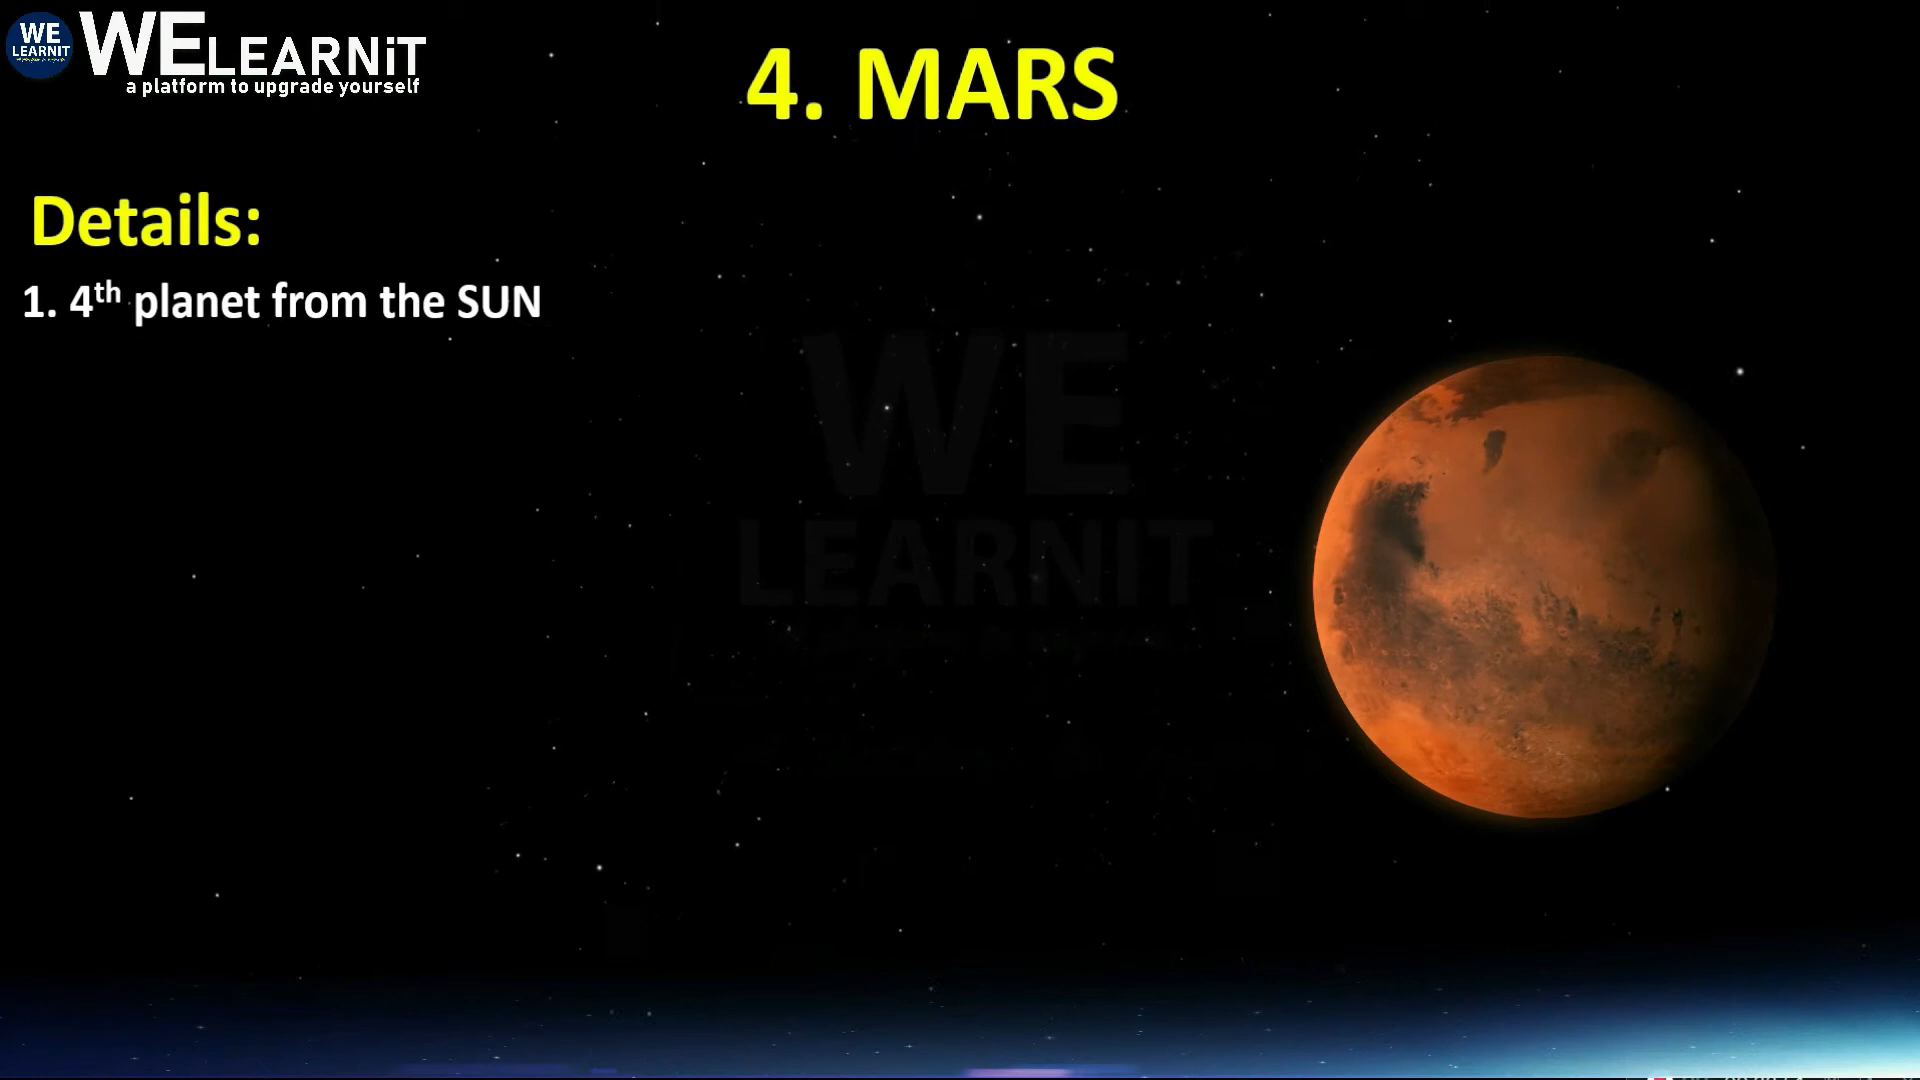 WE
LEARNIT
WELEARNiT
a platform to upgrade yourself
4. MARS
Details:
1. 4th planet from the SUN
WE
LEARNIT